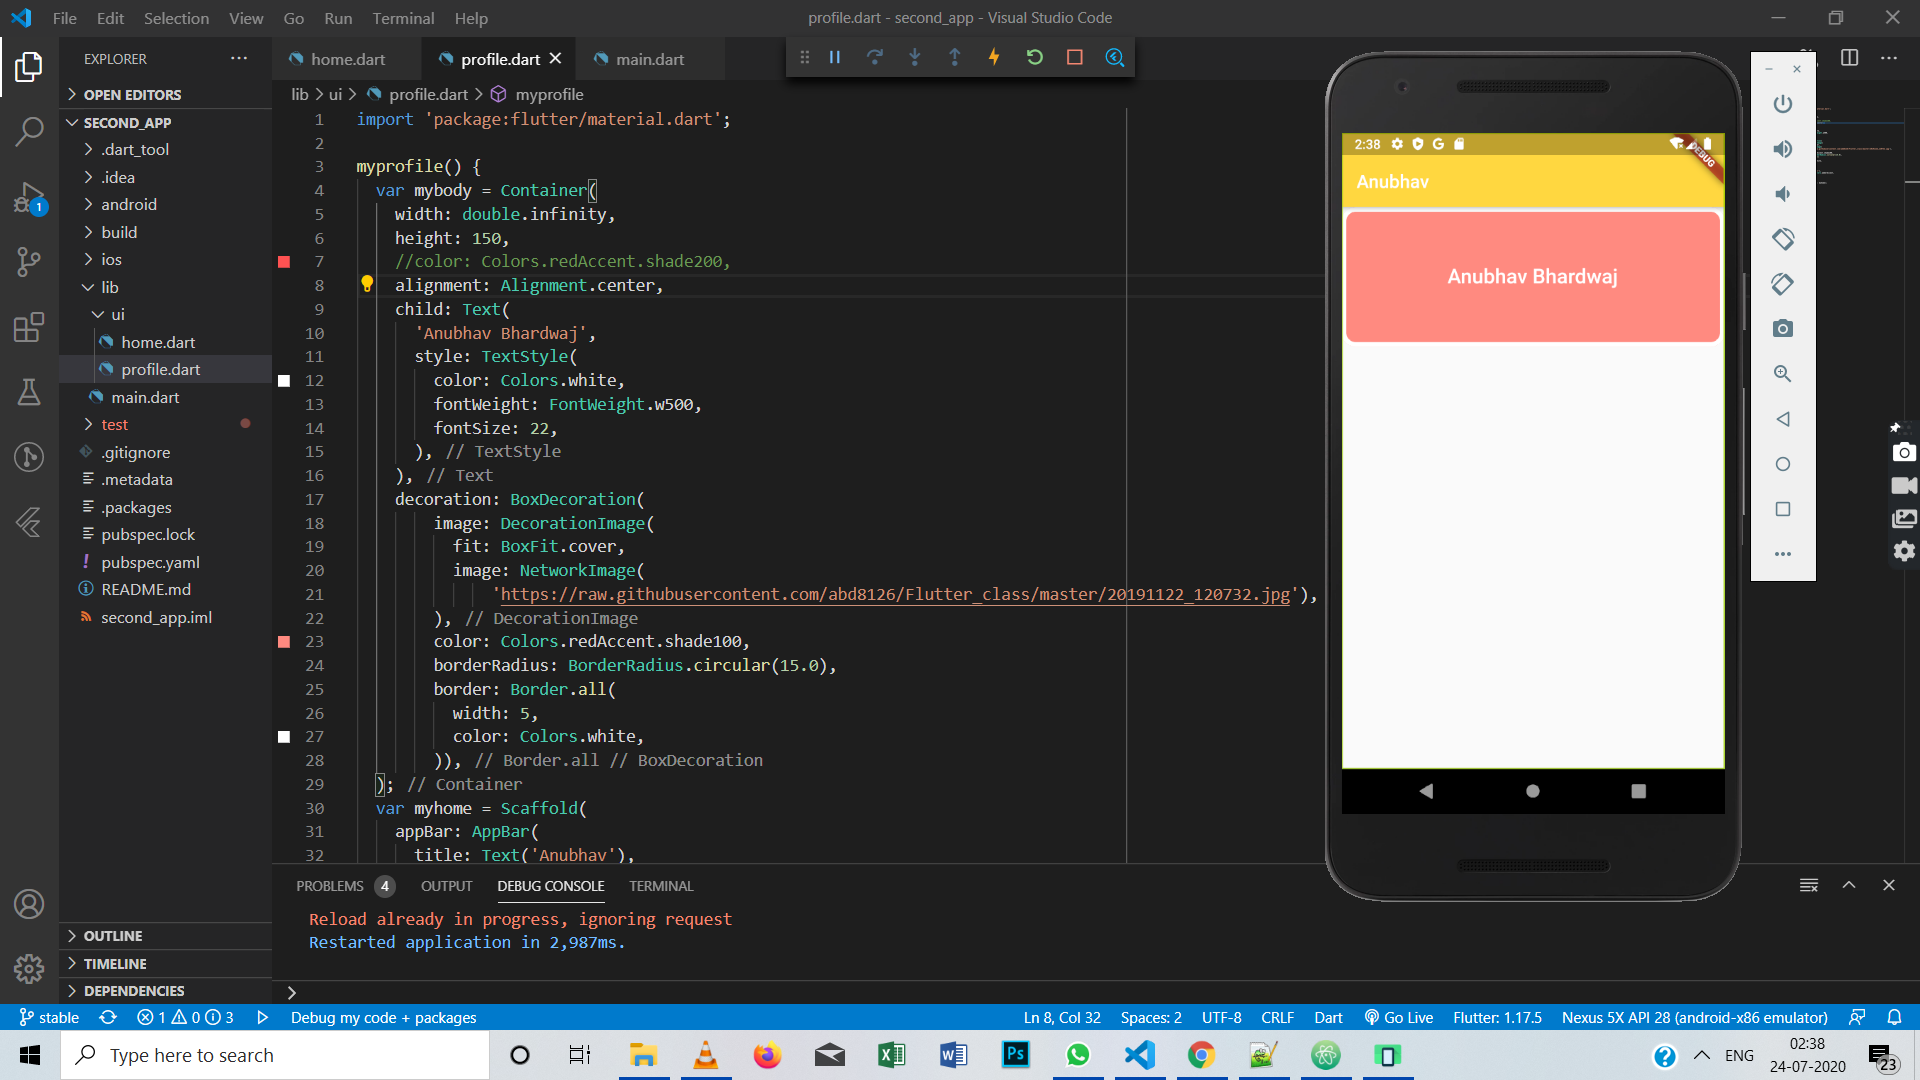 File Edit Selection View Go Run Terminal Help
profile.dart - second_app - Visual Studio Code
EXPLORER
OPEN EDITORS
SECOND_APP
.dart_tool
.idea
android
build
ios
lib
ui
home.dart
profile.dart
main.dart
test
.gitignore
.metadata
.packages
pubspec.lock
! pubspec.yaml
README.md
second_app.iml
OUTLINE
TIMELINE
DEPENDENCIES
home.dart profile.dart main.dart
lib > ui > profile.dart > myprofile
1 import 'package:flutter/material.dart';
2
3 myprofile() {
4 var mybody = Container(
5 width: double.infinity,
6 height: 150,
7 //color: Colors.redAccent.shade200,
8 alignment: Alignment.center,
9 child: Text(
10 'Anubhav Bhardwaj',
11 style: TextStyle(
12 color: Colors.white,
13 fontWeight: FontWeight.w500,
14 fontSize: 22,
15 ), // TextStyle
16 ), // Text
17 decoration: BoxDecoration(
18 image: DecorationImage(
19 fit: BoxFit.cover,
20 image: NetworkImage(
21 'https://raw.githubusercontent.com/abd8126/Flutter_class/master/20191122_120732.jpg'),
22 ), // DecorationImage
23 color: Colors.redAccent.shade100,
24 borderRadius: BorderRadius.circular(15.0),
25 border: Border.all(
26 width: 5,
27 color: Colors.white,
28 )), // Border.all // BoxDecoration
29 ); // Container
30 var myhome = Scaffold(
31 appBar: AppBar(
32 title: Text('Anubhav'),
2:38
DEBUG
Anubhav
Anubhav Bhardwaj
PROBLEMS 4 OUTPUT DEBUG CONSOLE TERMINAL
Reload already in progress, ignoring request
Restarted application in 2,987ms.
stable 1 0 3 Debug my code + packages Ln 8, Col 32 Spaces: 2 UTF-8 CRLF Dart Go Live Flutter: 1.17.5 Nexus 5X API 28 (android-x86 emulator)
Type here to search
ENG
02:38
24-07-2020
23